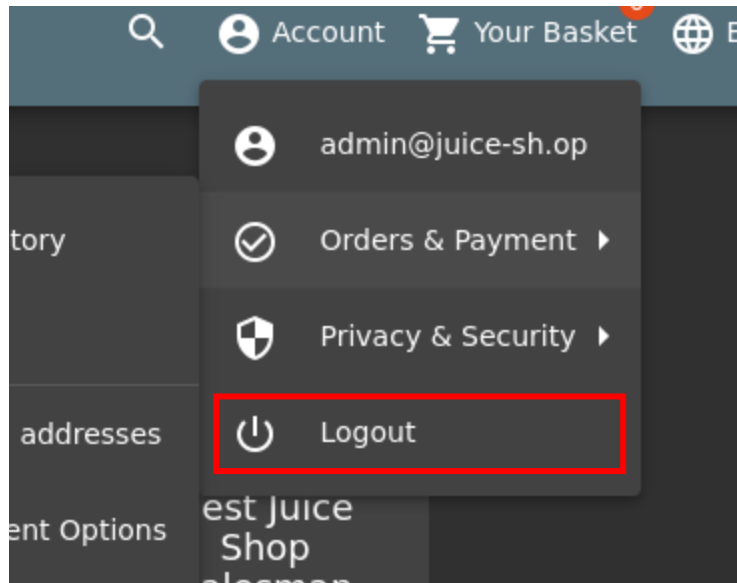 Account Your Basket
admin@juice-sh.op
tory Orders & Payment
Privacy & Security
addresses Logout
est Juice
ent Options
Shop